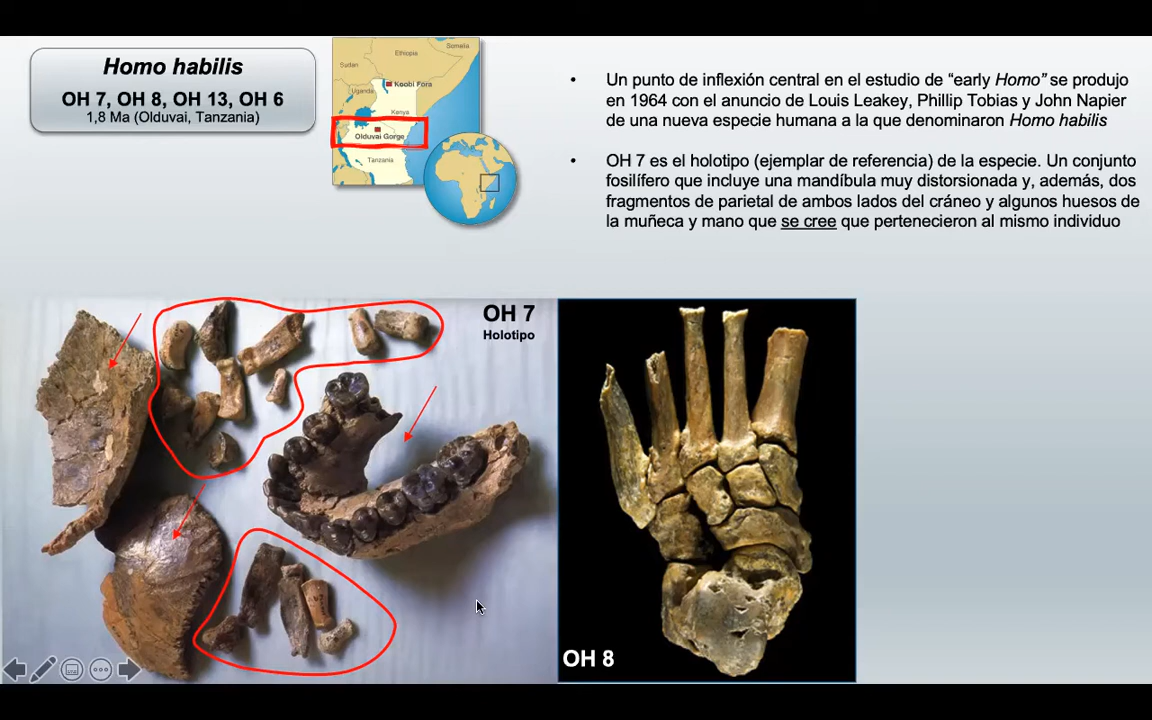 Homo habilis
OH 7, OH 8, OH 13, OH 6
1,8 Ma (Olduvai, Tanzania)
Somalia
Ethiopia
Sudan
Koobi Fora
Uganda
Kenya
Olduvai Gorge
Tanzania
• Un punto de inflexión central en el estudio de “early Homo” se produjo
en 1964 con el anuncio de Louis Leakey, Phillip Tobias y John Napier
de una nueva especie humana a la que denominaron Homo habilis
• OH 7 es el holotipo (ejemplar de referencia) de la especie. Un conjunto
fosilífero que incluye una mandíbula muy distorsionada y, además, dos
fragmentos de parietal de ambos lados del cráneo y algunos huesos de
la muñeca y mano que se cree que pertenecieron al mismo individuo
OH 7
Holotipo
OH 8